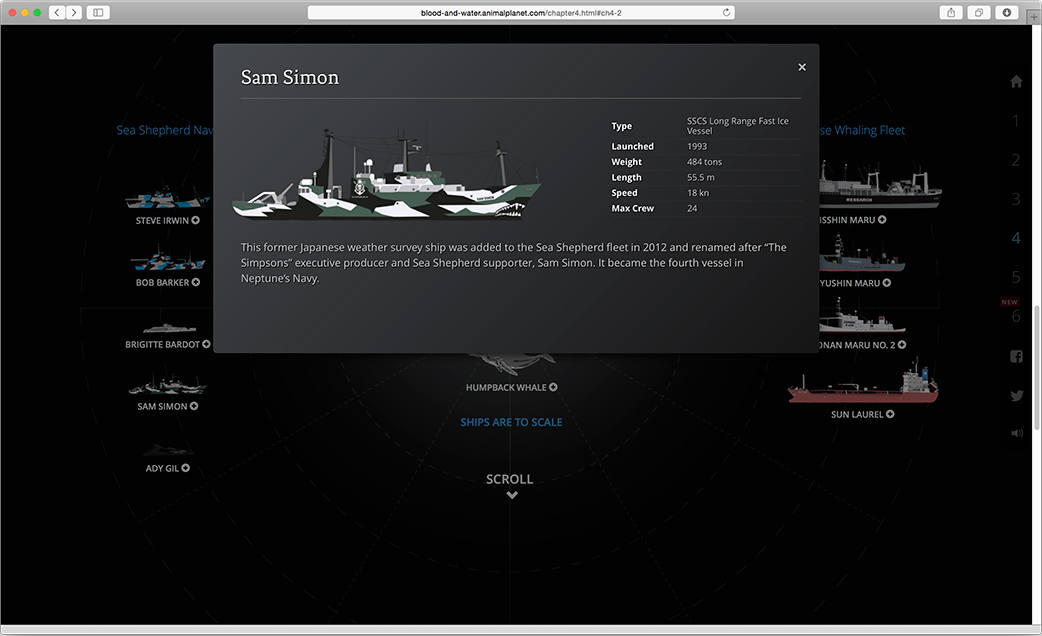 blood-and-water.animalplanet.com/chapter4.html#ch4-2
Sam Simon
Type SSCS Long Range Fast Ice
Vessel
Launched 1993
Weight 484 tons
Length 55.5 m
Speed 18 kn
Max Crew 24
SAM SIMON
This former Japanese weather survey ship was added to the Sea Shepherd fleet in 2012 and renamed after “The
Simpsons” executive producer and Sea Shepherd supporter, Sam Simon. It became the fourth vessel in
Neptune’s Navy.
Sea Shepherd Nav
STEVE IRWIN
BOB BARKER
BRIGITTE BARDOT
SAM SIMON
ADY GIL
HUMPBACK WHALE
SHIPS ARE TO SCALE
SCROLL
se Whaling Fleet
RESEARCH
ISSHIN MARU
YUSHIN MARU
ONAN MARU NO. 2
SUN LAUREL
1
2
3
4
5
NEW
6